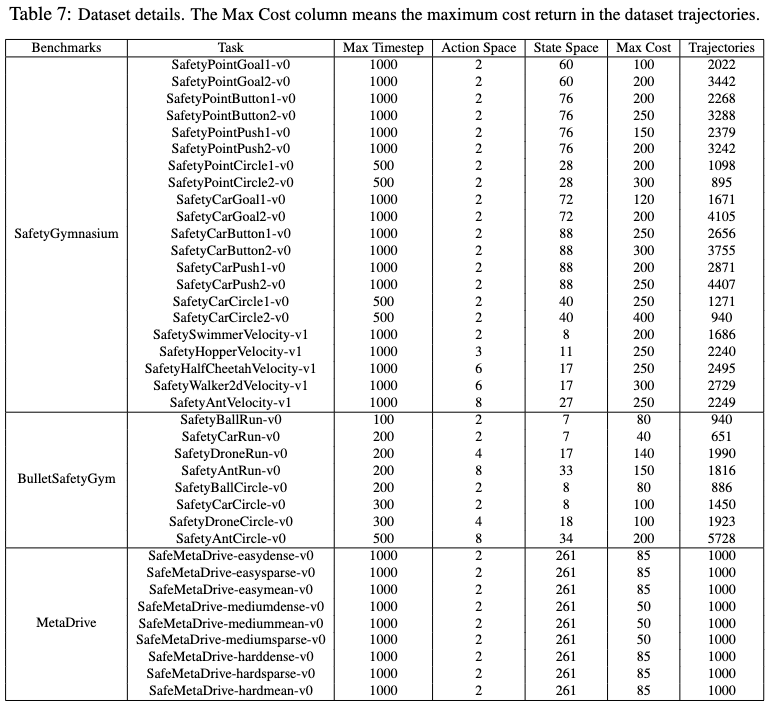 Table 7: Dataset details. The Max Cost column means the maximum cost return in the dataset trajectories.
Benchmarks Task Max Timestep Action Space State Space Max Cost Trajectories
SafetyPointGoal1-v0 1000 2 60 100 2022
SafetyPointGoal2-v0 1000 2 60 200 3442
SafetyPointButton1-v0 1000 2 76 200 2268
SafetyPointButton2-v0 1000 2 76 250 3288
SafetyPointPush1-v0 1000 2 76 150 2379
SafetyPointPush2-v0 1000 2 76 200 3242
SafetyPointCircle1-v0 500 2 28 200 1098
SafetyPointCircle2-v0 500 2 28 300 895
SafetyCarGoal1-v0 1000 2 72 120 1671
SafetyCarGoal2-v0 1000 2 72 200 4105
SafetyGymnasium SafetyCarButton1-v0 1000 2 88 250 2656
SafetyCarButton2-v0 1000 2 88 300 3755
SafetyCarPush1-v0 1000 2 88 200 2871
SafetyCarPush2-v0 1000 2 88 250 4407
SafetyCarCircle1-v0 500 2 40 250 1271
SafetyCarCircle2-v0 500 2 40 400 940
SafetySwimmerVelocity-v1 1000 2 8 200 1686
SafetyHopperVelocity-v1 1000 3 11 250 2240
SafetyHalfCheetahVelocity-v1 1000 6 17 250 2495
SafetyWalker2dVelocity-v1 1000 6 17 300 2729
SafetyAntVelocity-v1 1000 8 27 250 2249
SafetyBallRun-v0 100 2 7 80 940
SafetyCarRun-v0 200 2 7 40 651
SafetyDroneRun-v0 200 4 17 140 1990
BulletSafetyGym SafetyAntRun-v0 200 8 33 150 1816
SafetyBallCircle-v0 200 2 8 80 886
SafetyCarCircle-v0 300 2 8 100 1450
SafetyDroneCircle-v0 300 4 18 100 1923
SafetyAntCircle-v0 500 8 34 200 5728
SafeMetaDrive-easydense-v0 1000 2 261 85 1000
SafeMetaDrive-easysparse-v0 1000 2 261 85 1000
SafeMetaDrive-easymean-v0 1000 2 261 85 1000
SafeMetaDrive-mediumdense-v0 1000 2 261 50 1000
MetaDrive SafeMetaDrive-mediummean-v0 1000 2 261 50 1000
SafeMetaDrive-mediumsparse-v0 1000 2 261 50 1000
SafeMetaDrive-harddense-v0 1000 2 261 85 1000
SafeMetaDrive-hardsparse-v0 1000 2 261 85 1000
SafeMetaDrive-hardmean-v0 1000 2 261 85 1000